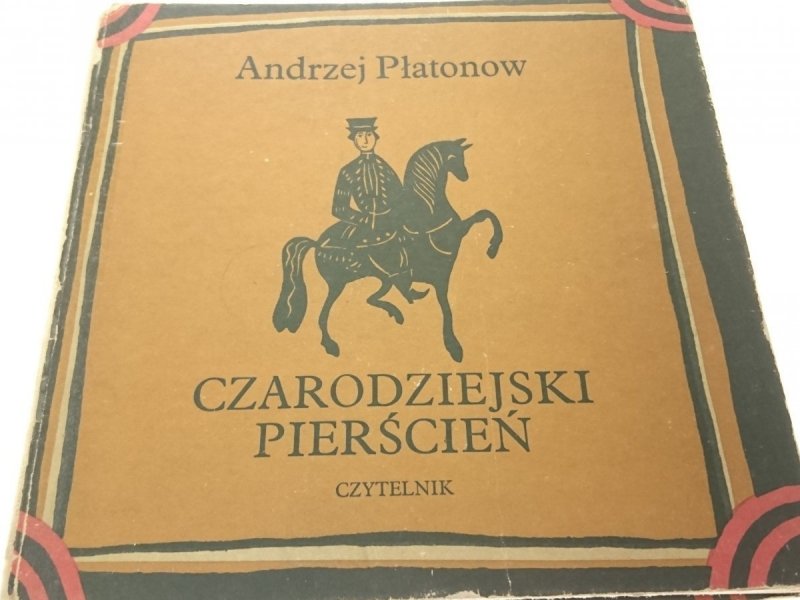 Andrzej Płatonow
CZARODZIEJSKI
PIERŚCIEŃ
CZYTELNIK